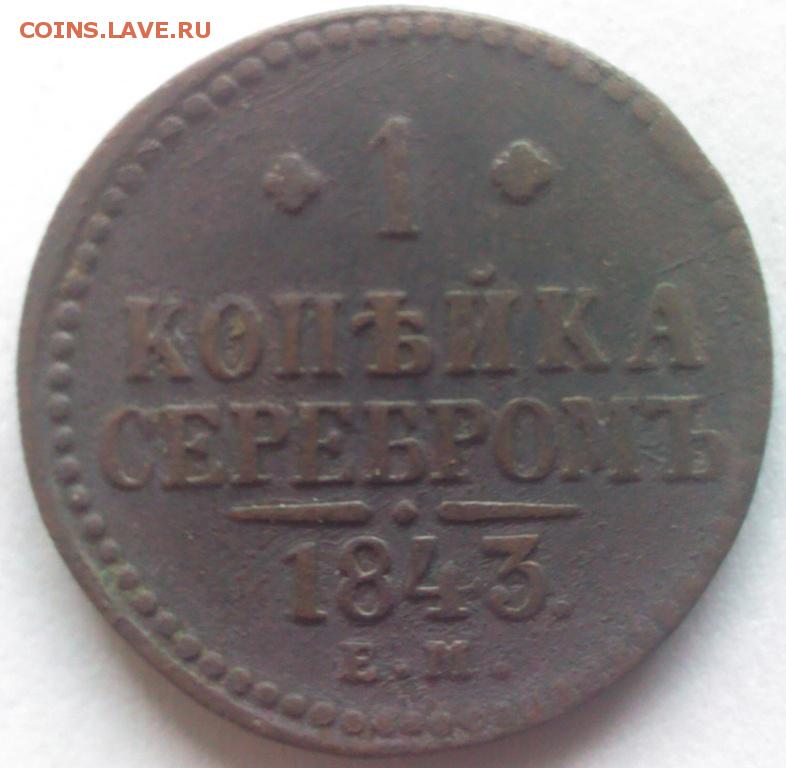 COINS.LAVE.RU
1
КОПѢЙКА
СЕРЕБРОМЪ
1843.
Е.М.